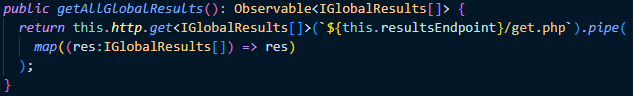 public getAllGlobalResults(): Observable<IGlobalResults[]> {
  return this.http.get<IGlobalResults[]>(`${this.resultsEndpoint}/get.php`).pipe(
    map((res:IGlobalResults[]) => res)
  );
}